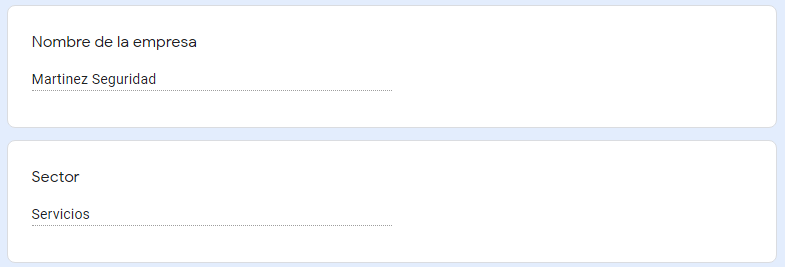 Nombre de la empresa
Martinez Seguridad
Sector
Servicios